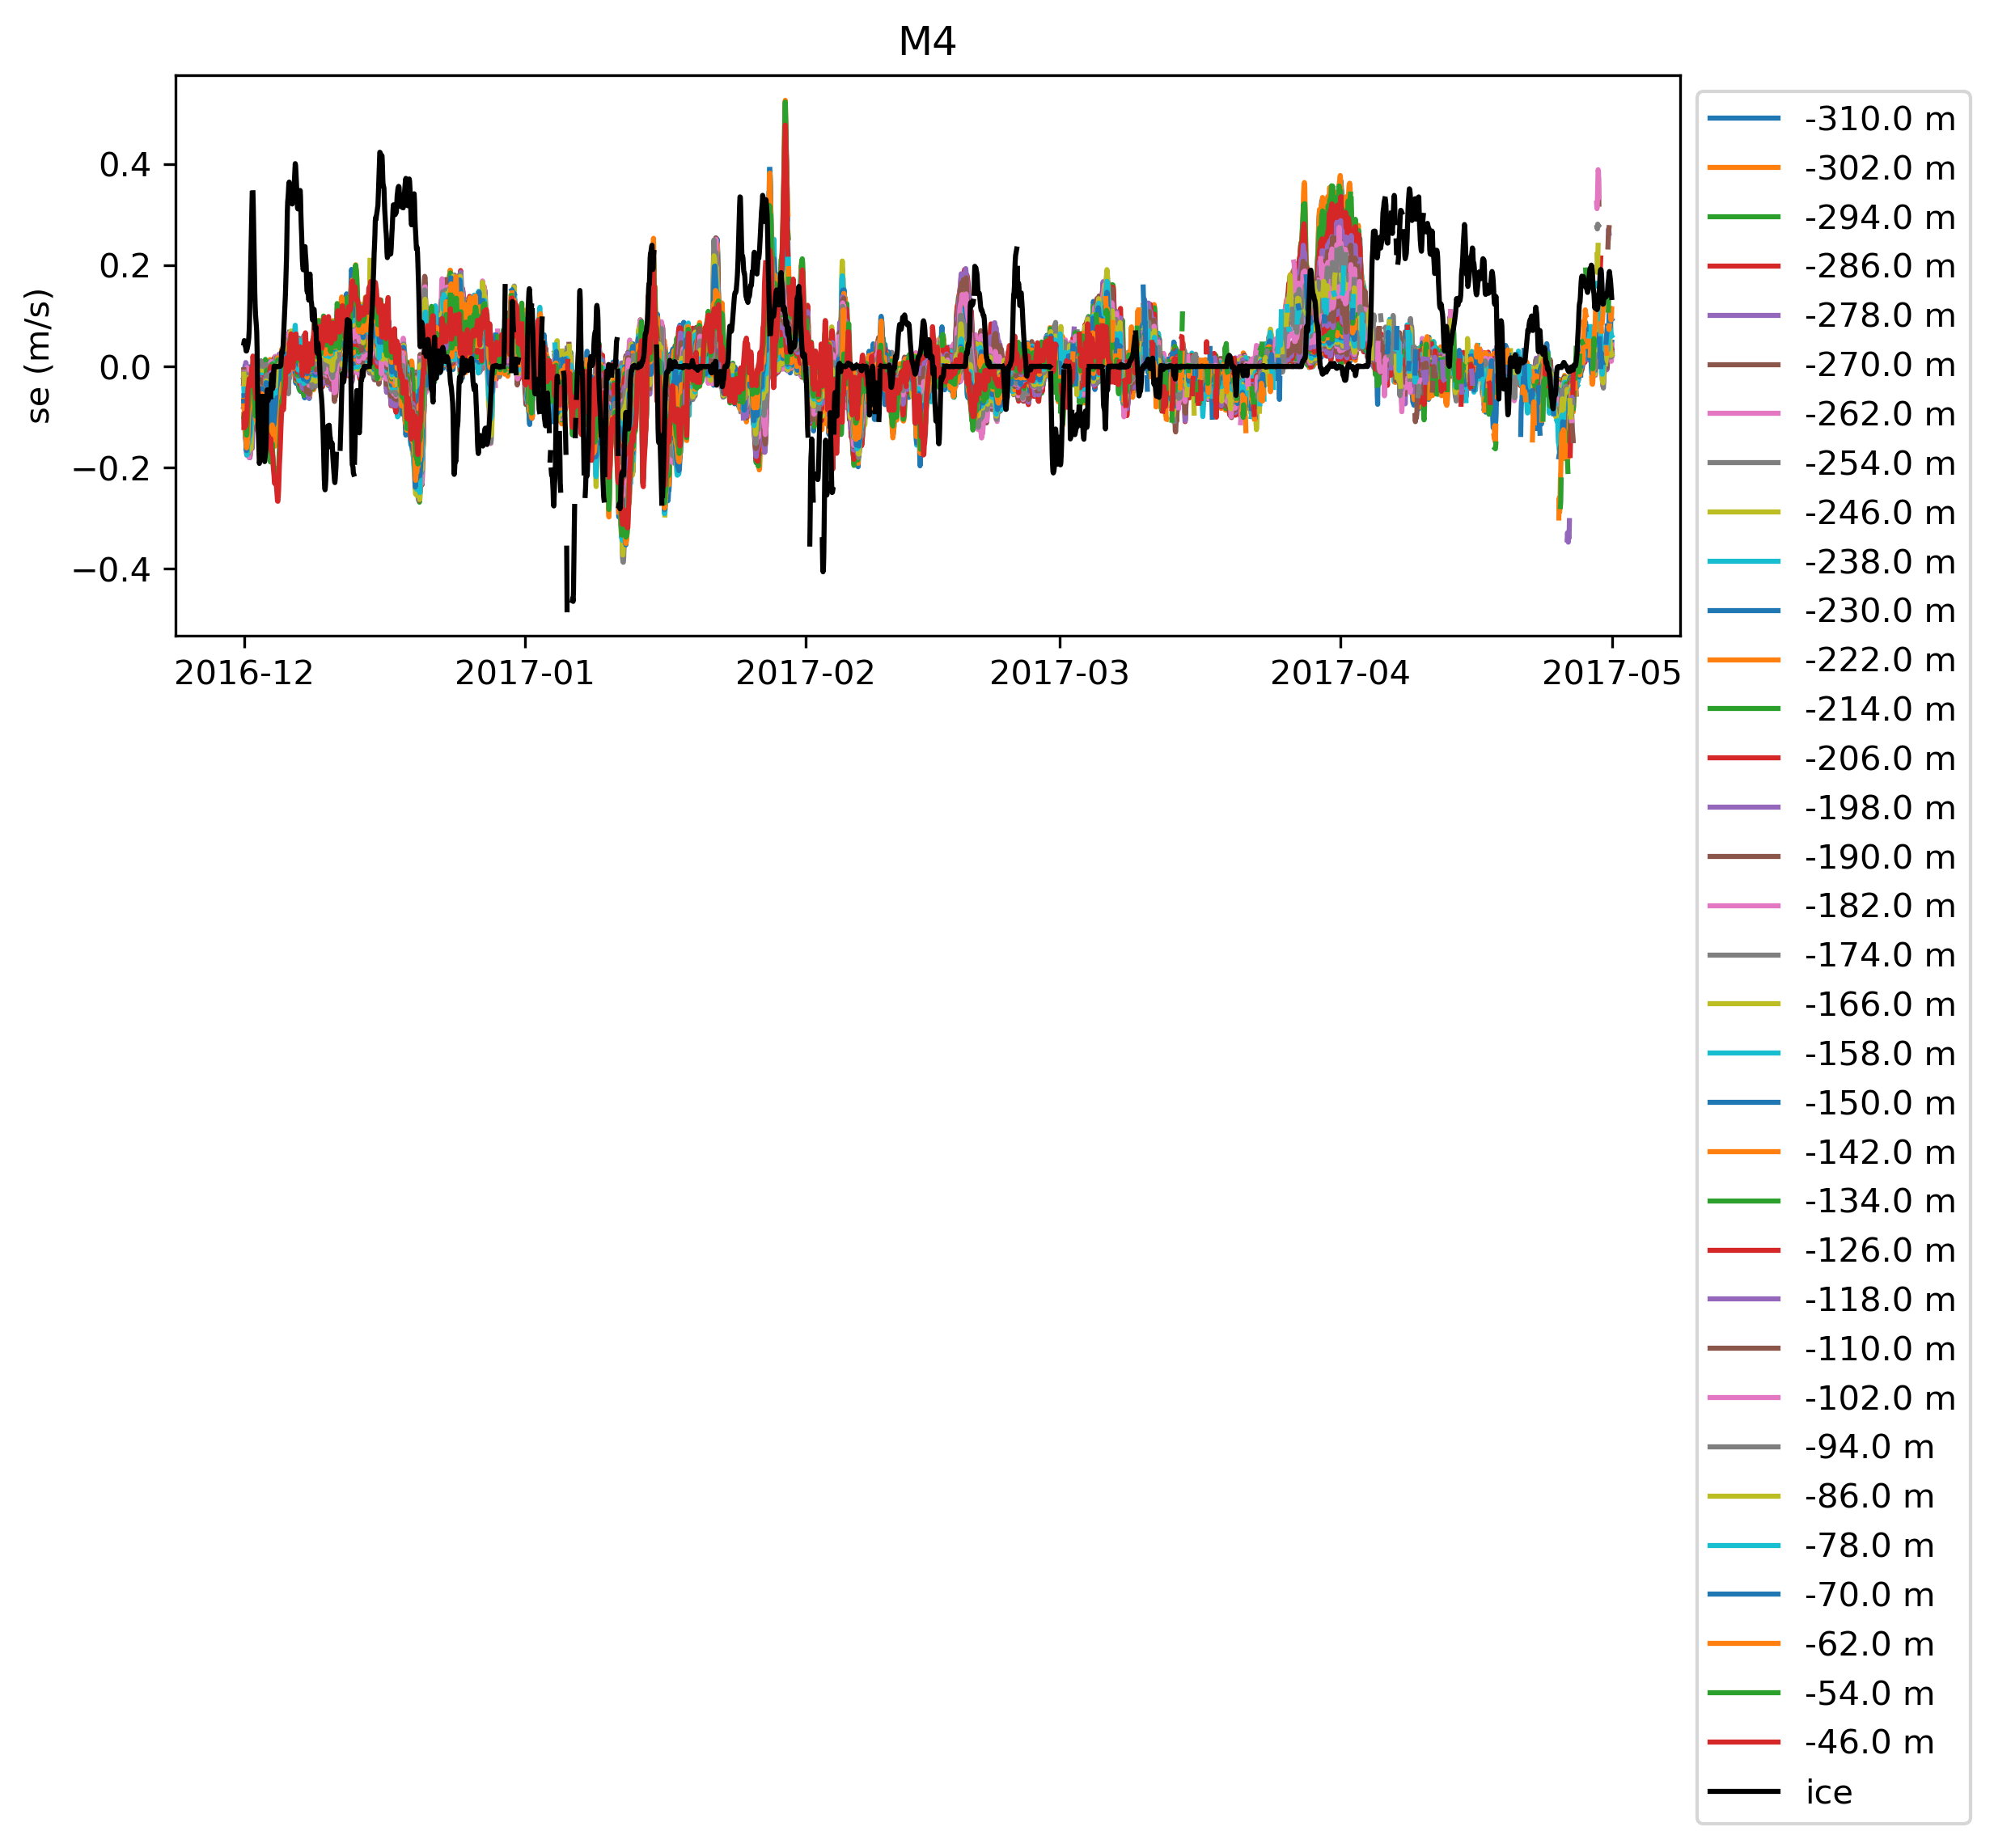 M4
se (m/s)
0.4
0.2
0.0
−0.2
−0.4
2016-12 2017-01 2017-02 2017-03 2017-04 2017-05
-310.0 m
-302.0 m
-294.0 m
-286.0 m
-278.0 m
-270.0 m
-262.0 m
-254.0 m
-246.0 m
-238.0 m
-230.0 m
-222.0 m
-214.0 m
-206.0 m
-198.0 m
-190.0 m
-182.0 m
-174.0 m
-166.0 m
-158.0 m
-150.0 m
-142.0 m
-134.0 m
-126.0 m
-118.0 m
-110.0 m
-102.0 m
-94.0 m
-86.0 m
-78.0 m
-70.0 m
-62.0 m
-54.0 m
-46.0 m
ice